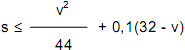 s ≤ v²/44 + 0,1(32 - v)